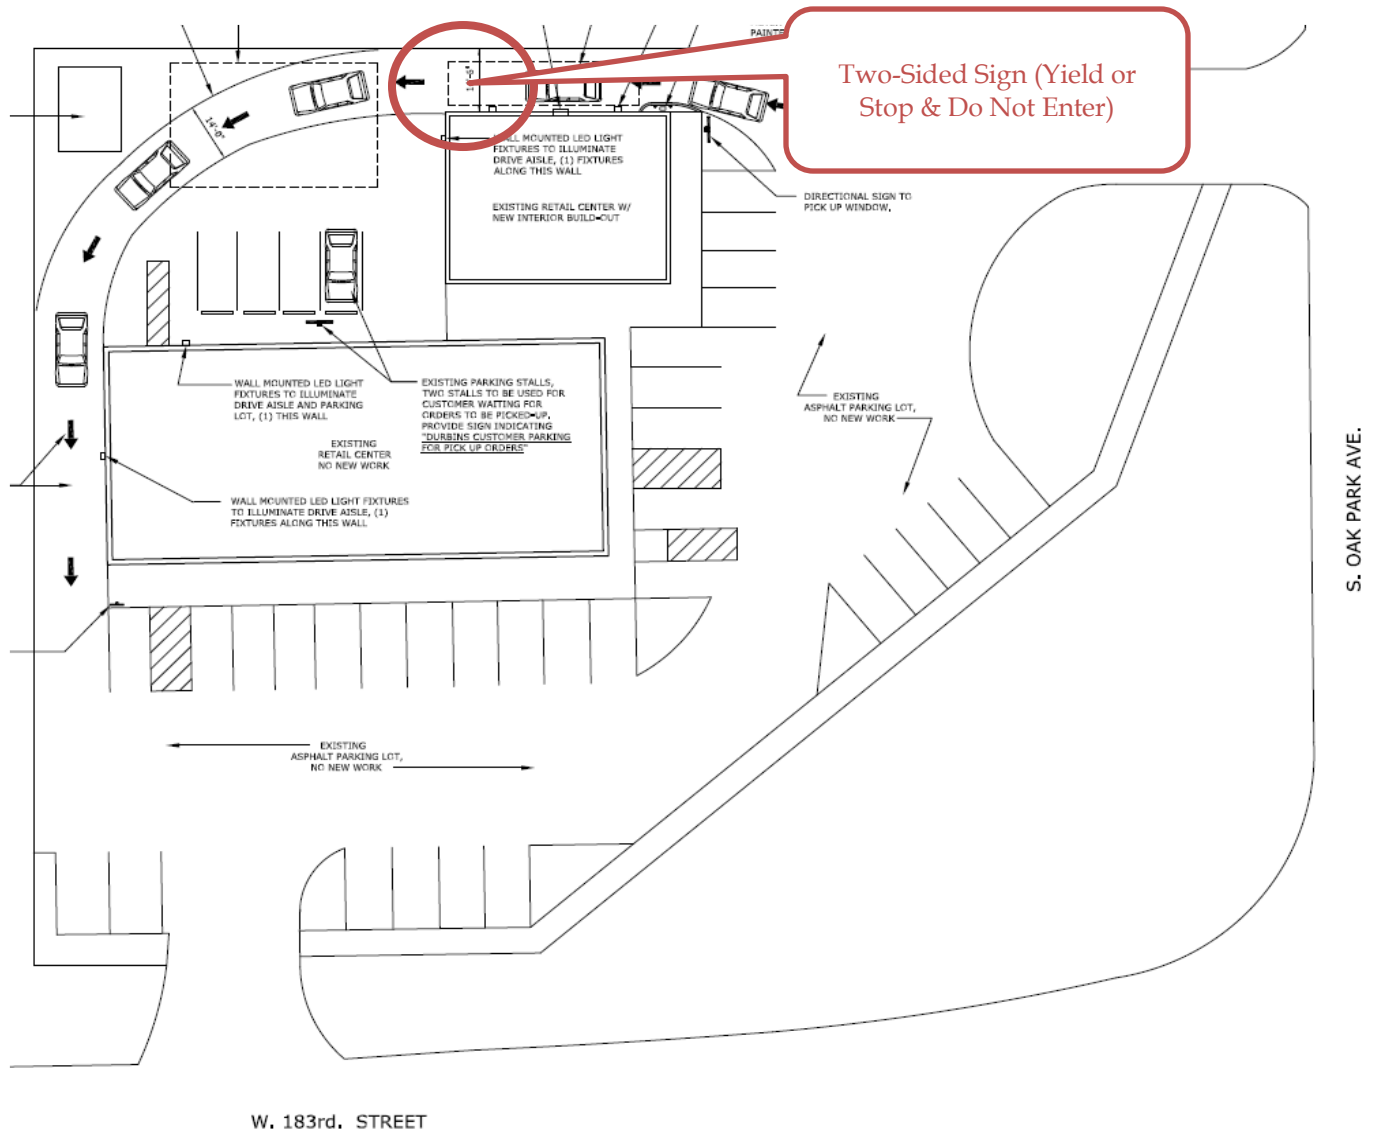 PAINTE
Two-Sided Sign (Yield or
Stop & Do Not Enter)
14'-0"
WALL MOUNTED LED LIGHT
FIXTURES TO ILLUMINATE
DRIVE AISLE, (1) FIXTURES
ALONG THIS WALL
EXISTING RETAIL CENTER W/
NEW INTERIOR BUILD-OUT
DIRECTIONAL SIGN TO
PICK UP WINDOW.
WALL MOUNTED LED LIGHT
FIXTURES TO ILLUMINATE
DRIVE AISLE AND PARKING
LOT, (1) THIS WALL
EXISTING PARKING STALLS,
TWO STALLS TO BE USED FOR
CUSTOMER WAITING FOR
ORDERS TO BE PICKED-UP.
PROVIDE SIGN INDICATING
"DURBINS CUSTOMER PARKING
FOR PICK UP ORDERS"
EXISTING
RETAIL CENTER
NO NEW WORK
EXISTING
ASPHALT PARKING LOT,
NO NEW WORK
WALL MOUNTED LED LIGHT FIXTURES
TO ILLUMINATE DRIVE AISLE, (1)
FIXTURES ALONG THIS WALL
S. OAK PARK AVE.
EXISTING
ASPHALT PARKING LOT,
NO NEW WORK
W. 183rd. STREET